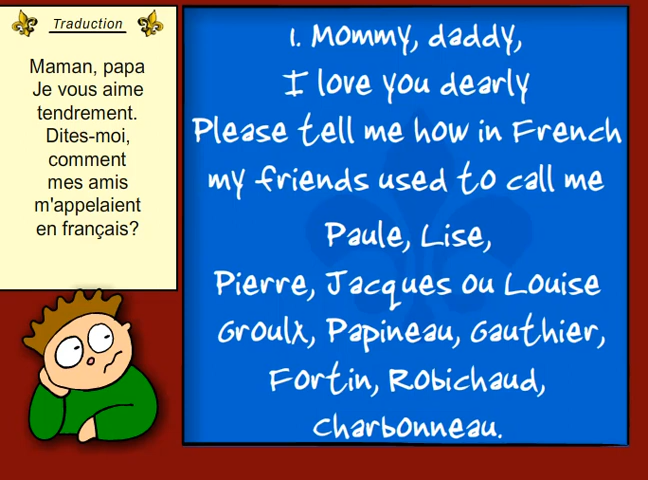 Traduction
Maman, papa
Je vous aime
tendrement.
Dites-moi,
comment
mes amis
m'appelaient
en français?
1. Mommy, daddy,
I love you dearly
Please tell me how in French
my friends used to call me
Paule, Lise,
Pierre, Jacques ou Louise
Groulx, Papineau, Gauthier,
Fortin, Robichaud,
Charbonneau.